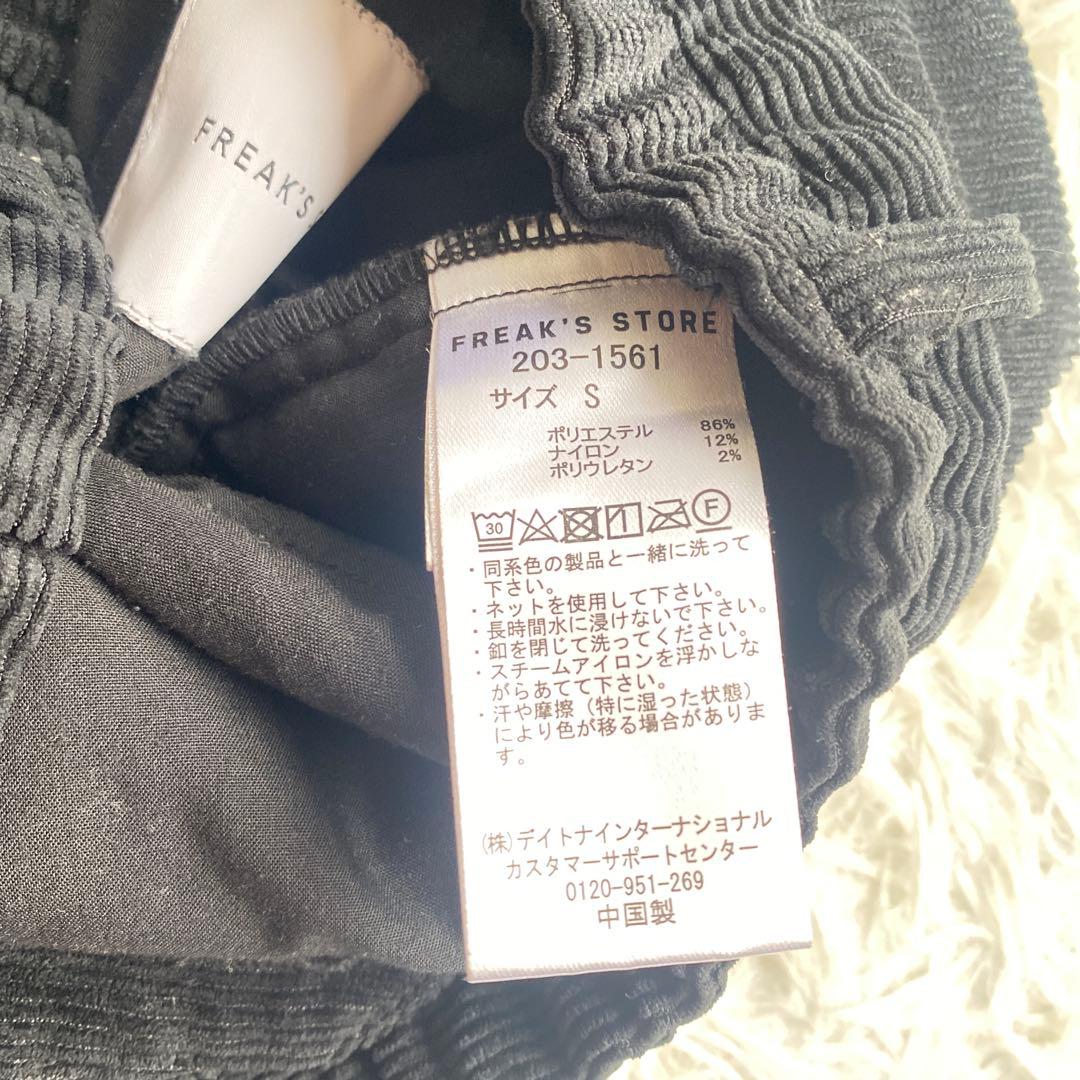 FREAK'S
FREAK'S STORE
203-1561
サイズ S
ポリエステル 86%
ナイロン 12%
ポリウレタン 2%
30
F
・同系色の製品と一緒に洗って
下さい。
・ネットを使用して下さい。
・長時間水に浸けないで下さい。
・釦を閉じて洗ってください。
・スチームアイロンを浮かしな
がらあてて下さい。
・汗や摩擦（特に湿った状態）
により色が移る場合がありま
す。
(株)デイトナインターナショナル
カスタマーサポートセンター
0120-951-269
中国製